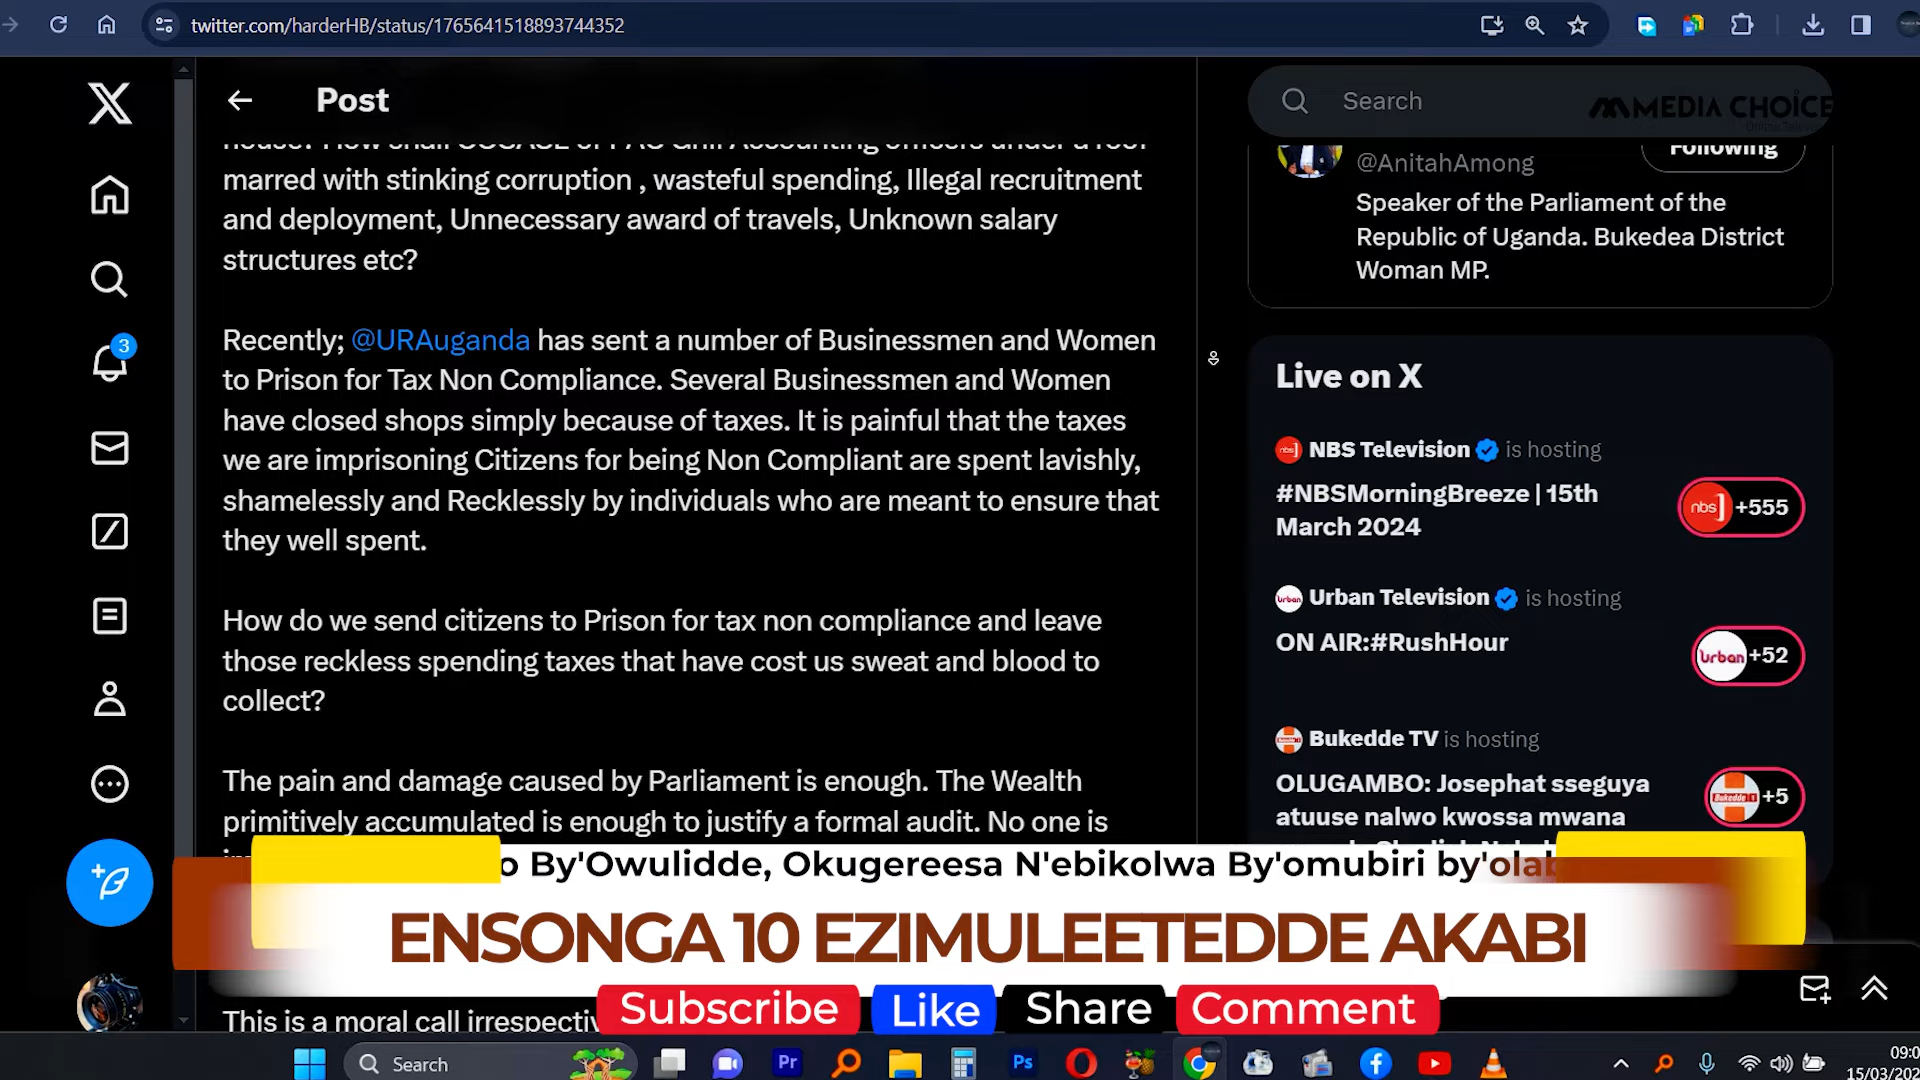 twitter.com/harderHB/status/1765641518893744352
Post
Search
MEDIA CHOICE
marred with stinking corruption , wasteful spending, Illegal recruitment
and deployment, Unnecessary award of travels, Unknown salary
structures etc?
Recently; @URAuganda has sent a number of Businessmen and Women
to Prison for Tax Non Compliance. Several Businessmen and Women
have closed shops simply because of taxes. It is painful that the taxes
we are imprisoning Citizens for being Non Compliant are spent lavishly,
shamelessly and Recklessly by individuals who are meant to ensure that
they well spent.
How do we send citizens to Prison for tax non compliance and leave
those reckless spending taxes that have cost us sweat and blood to
collect?
The pain and damage caused by Parliament is enough. The Wealth
primitively accumulated is enough to justify a formal audit. No one is
This is a moral call
3
@AnitahAmong
Following
Speaker of the Parliament of the
Republic of Uganda. Bukedea District
Woman MP.
Live on X
NBS Television is hosting
#NBSMorningBreeze | 15th
March 2024
nbs +555
Urban Television is hosting
ON AIR:#RushHour
urban +52
Bukedde TV is hosting
OLUGAMBO: Josephat sseguya
atuuse nalwo kwossa mwana
Bukedde +5
By'Owulidde, Okugereesa N'ebikolwa By'omubiri
ENSONGA 10 EZIMULEETEDDE AKABI
Subscribe
Like
Share
Comment
Search
Pr
Ps